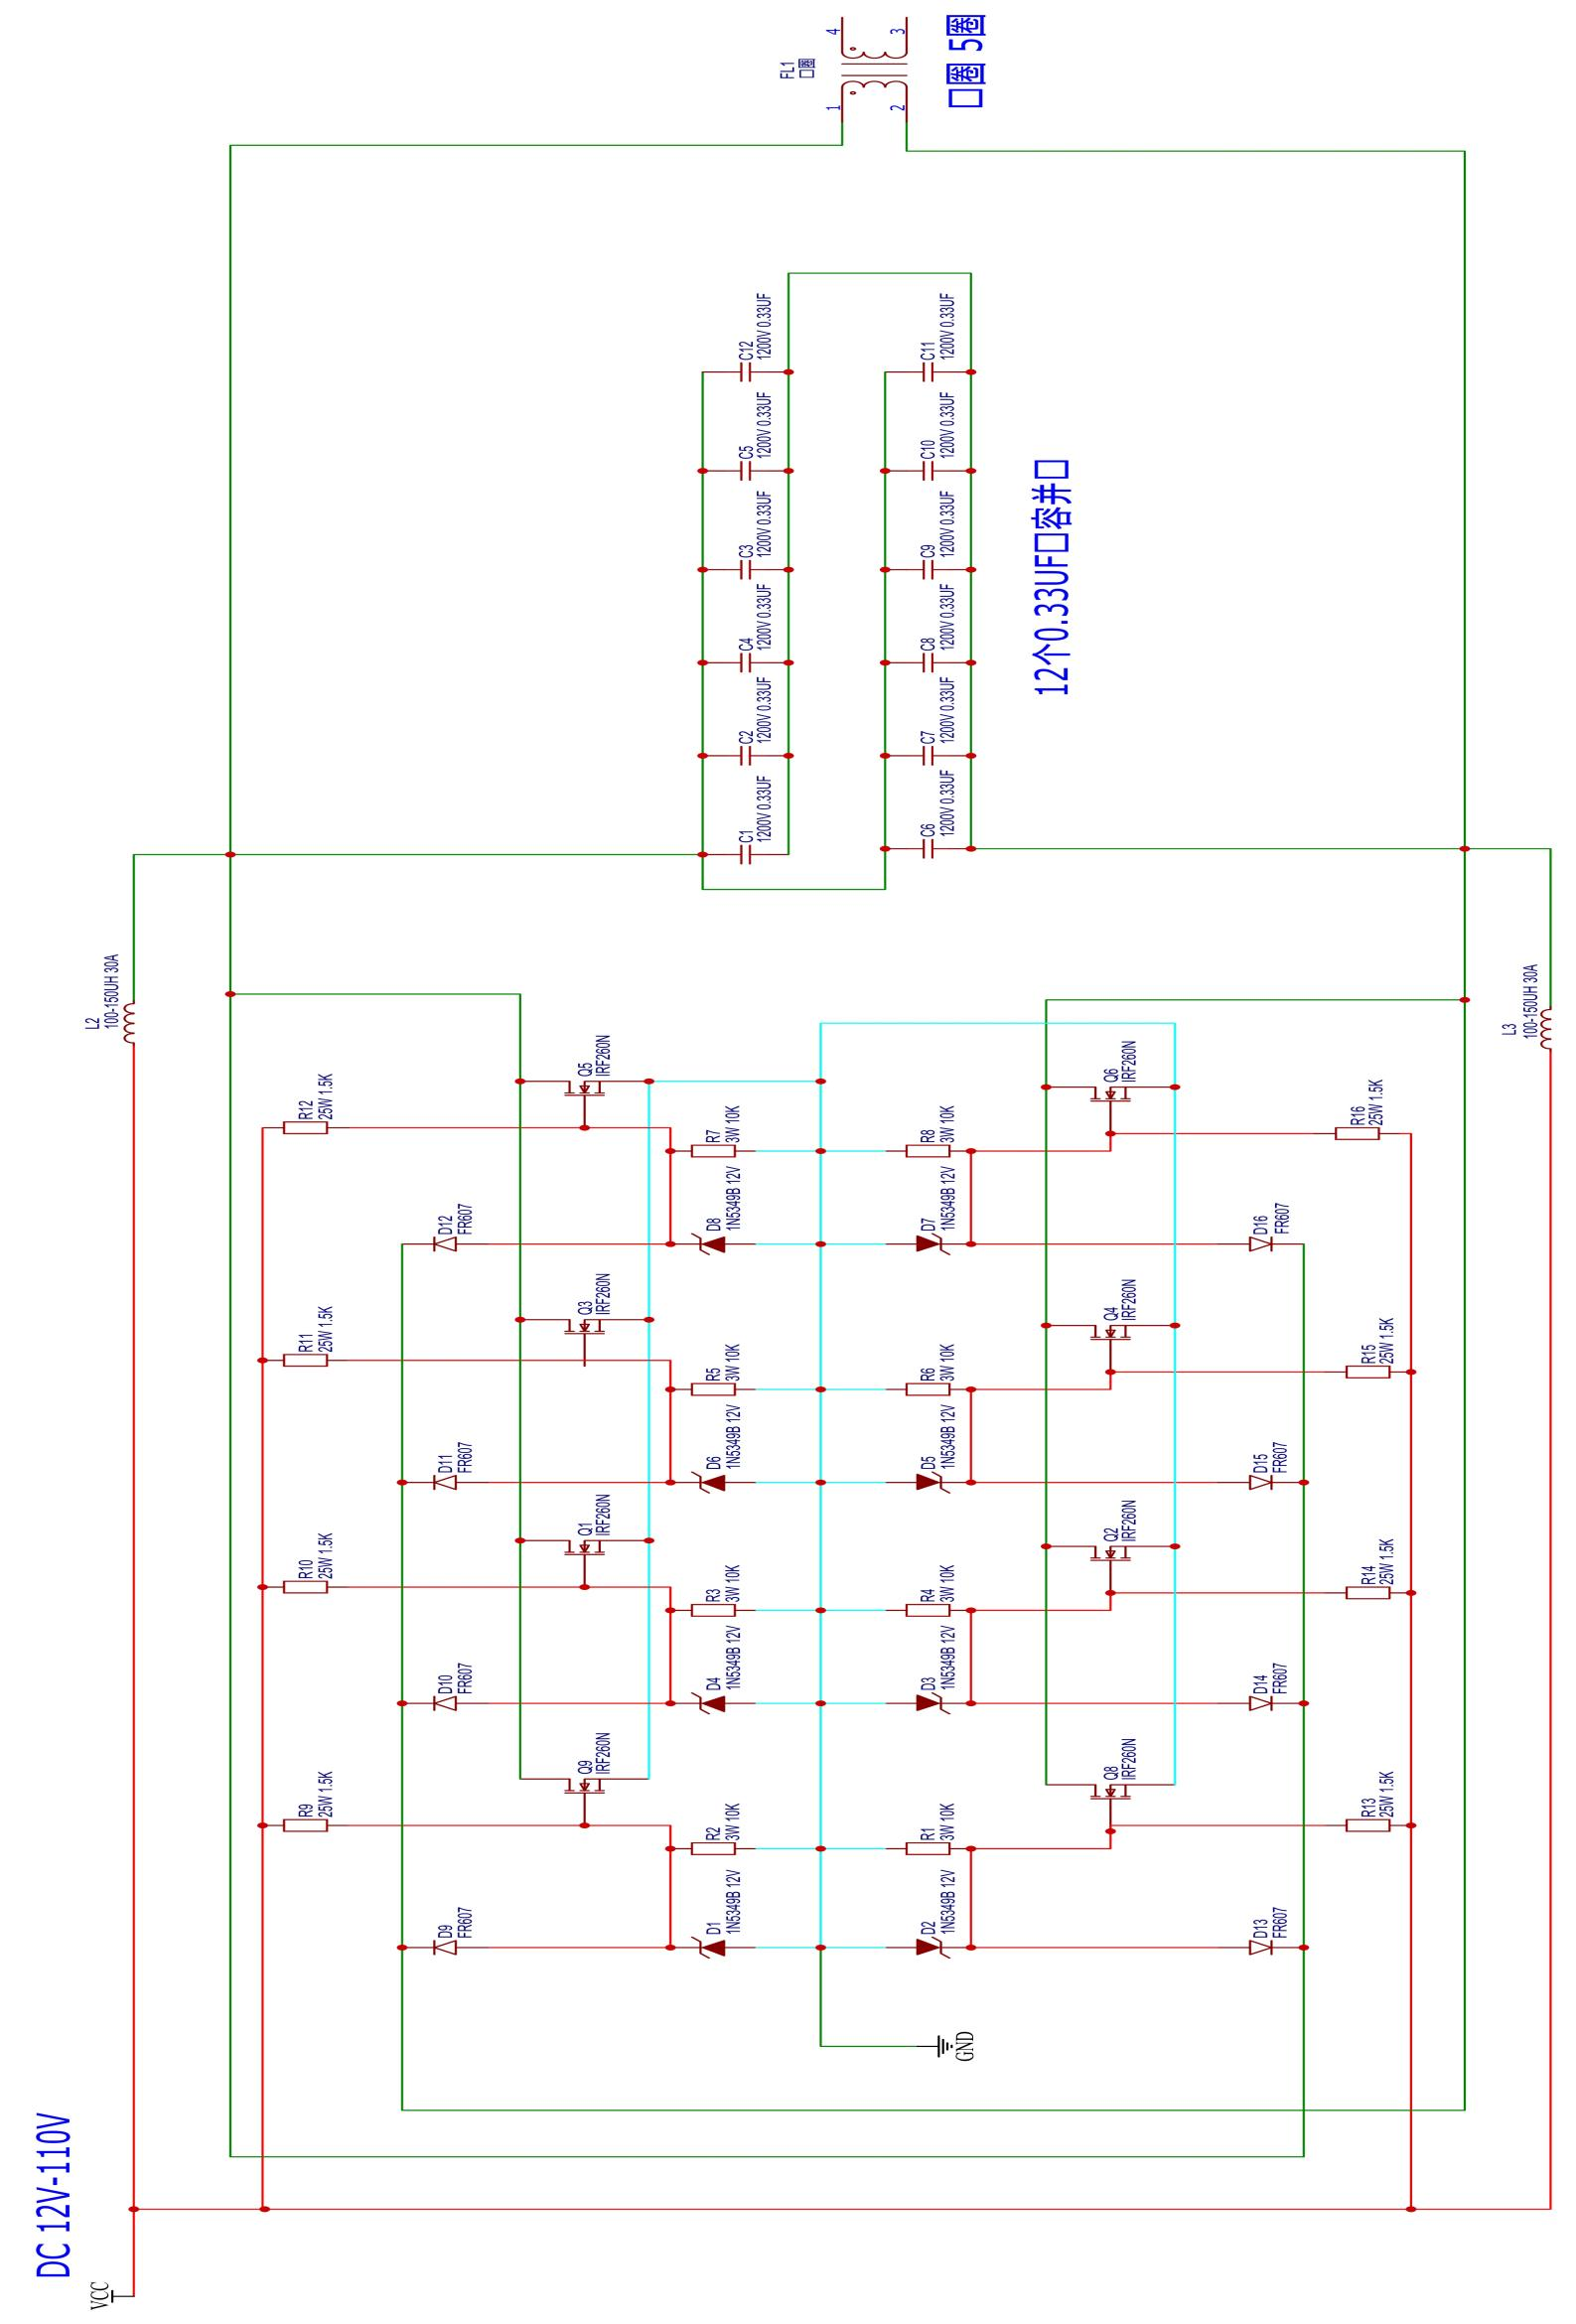 DC 12V-110V
VCC
L2
100-150UH 30A
R9
25W 1.5K
R10
25W 1.5K
R11
25W 1.5K
R12
25W 1.5K
D9
FR607
D10
FR607
D11
FR607
D12
FR607
Q9
IRF260N
Q1
IRF260N
Q3
IRF260N
Q5
IRF260N
D1
1N5349B 12V
R2
3W 10K
D4
1N5349B 12V
R3
3W 10K
D6
1N5349B 12V
R5
3W 10K
D8
1N5349B 12V
R7
3W 10K
C1
1200V 0.33UF
C2
1200V 0.33UF
C4
1200V 0.33UF
C3
1200V 0.33UF
C5
1200V 0.33UF
C12
1200V 0.33UF
FL1
□圈
1
4
2
3
□圈 5圈
D2
1N5349B 12V
R1
3W 10K
D3
1N5349B 12V
R4
3W 10K
D5
1N5349B 12V
R6
3W 10K
D7
1N5349B 12V
R8
3W 10K
C6
1200V 0.33UF
C7
1200V 0.33UF
C8
1200V 0.33UF
C9
1200V 0.33UF
C10
1200V 0.33UF
C11
1200V 0.33UF
GND
12个0.33UF□容并□
Q8
IRF260N
Q2
IRF260N
Q4
IRF260N
Q6
IRF260N
D13
FR607
D14
FR607
D15
FR607
D16
FR607
R13
25W 1.5K
R14
25W 1.5K
R15
25W 1.5K
R16
25W 1.5K
L3
100-150UH 30A